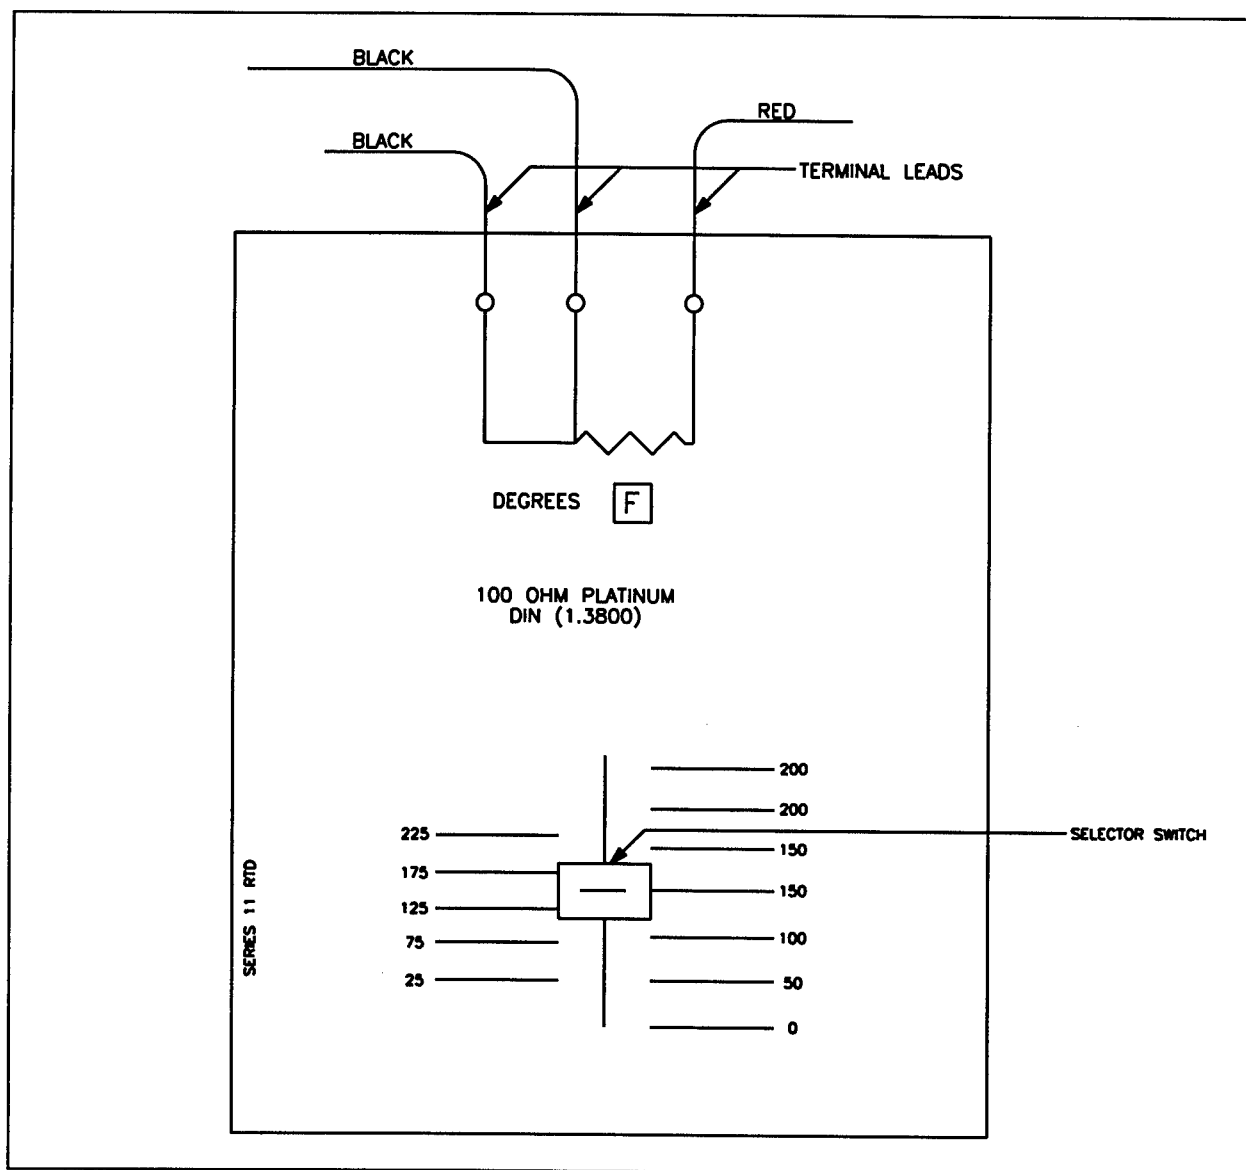 BLACK
RED
BLACK
TERMINAL LEADS
DEGREES F
100 OHM PLATINUM
DIN (1.3800)
200
200
225
SELECTOR SWITCH
150
175
150
125
100
75
25
50
0
SERIES 11 RTD